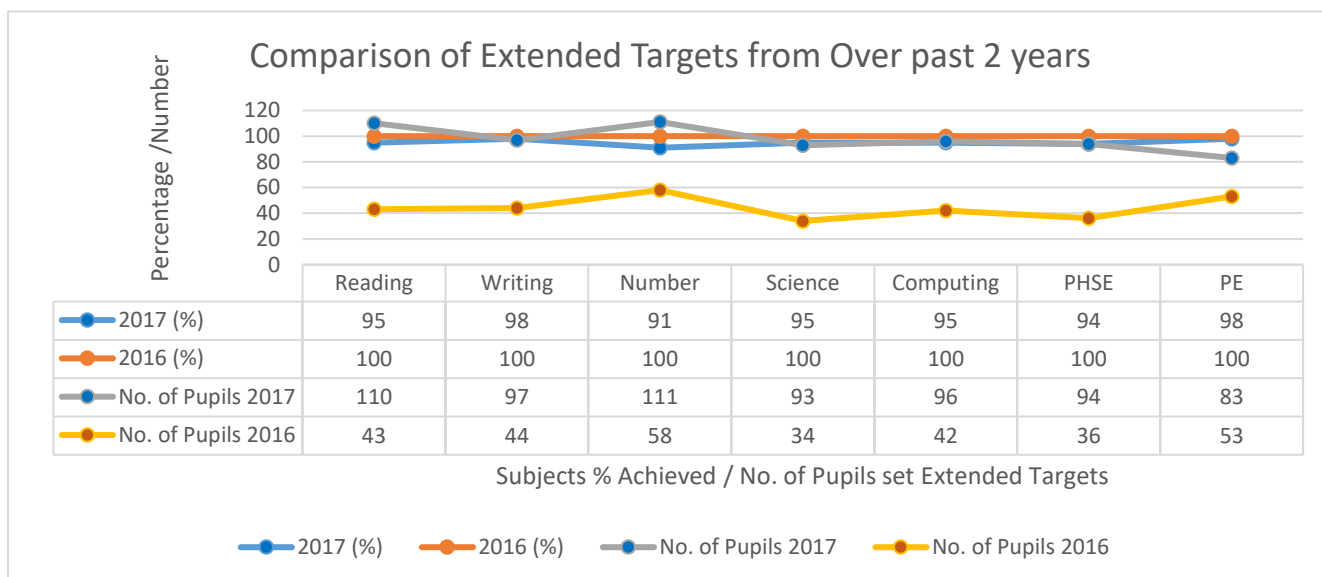 Comparison of Extended Targets from Over past 2 years
Percentage /Number
120
100
80
60
40
20
0
Reading Writing Number Science Computing PHSE PE
2017 (%) 95 98 91 95 95 94 98
2016 (%) 100 100 100 100 100 100 100
No. of Pupils 2017 110 97 111 93 96 94 83
No. of Pupils 2016 43 44 58 34 42 36 53
Subjects % Achieved / No. of Pupils set Extended Targets
2017 (%) 2016 (%) No. of Pupils 2017 No. of Pupils 2016